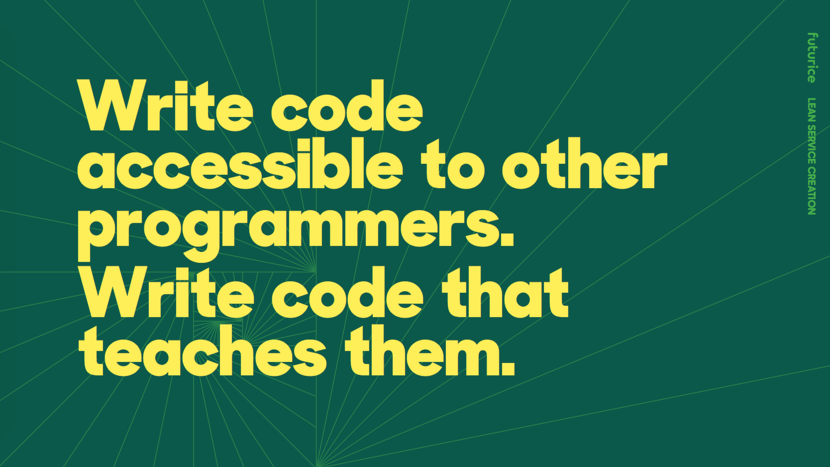 Write code
accessible to other
programmers.
Write code that
teaches them.
futurice LEAN SERVICE CREATION